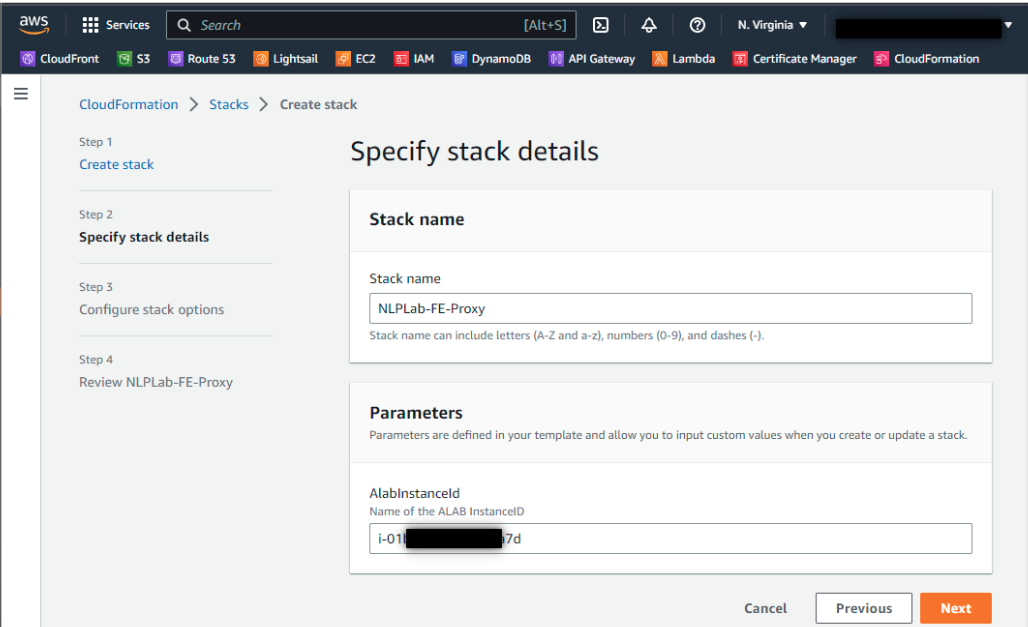 aws
Services
Search
[Alt+S]
N. Virginia
CloudFront
S3
Route 53
Lightsail
EC2
IAM
DynamoDB
API Gateway
Lambda
Certificate Manager
CloudFormation
CloudFormation > Stacks > Create stack
Step 1
Create stack
Step 2
Specify stack details
Step 3
Configure stack options
Step 4
Review NLPLab-FE-Proxy
Specify stack details
Stack name
Stack name
NLPLab-FE-Proxy
Stack name can include letters (A-Z and a-z), numbers (0-9), and dashes (-).
Parameters
Parameters are defined in your template and allow you to input custom values when you create or update a stack.
AlabInstanceId
Name of the ALAB InstanceID
i-01 7d
Cancel
Previous
Next